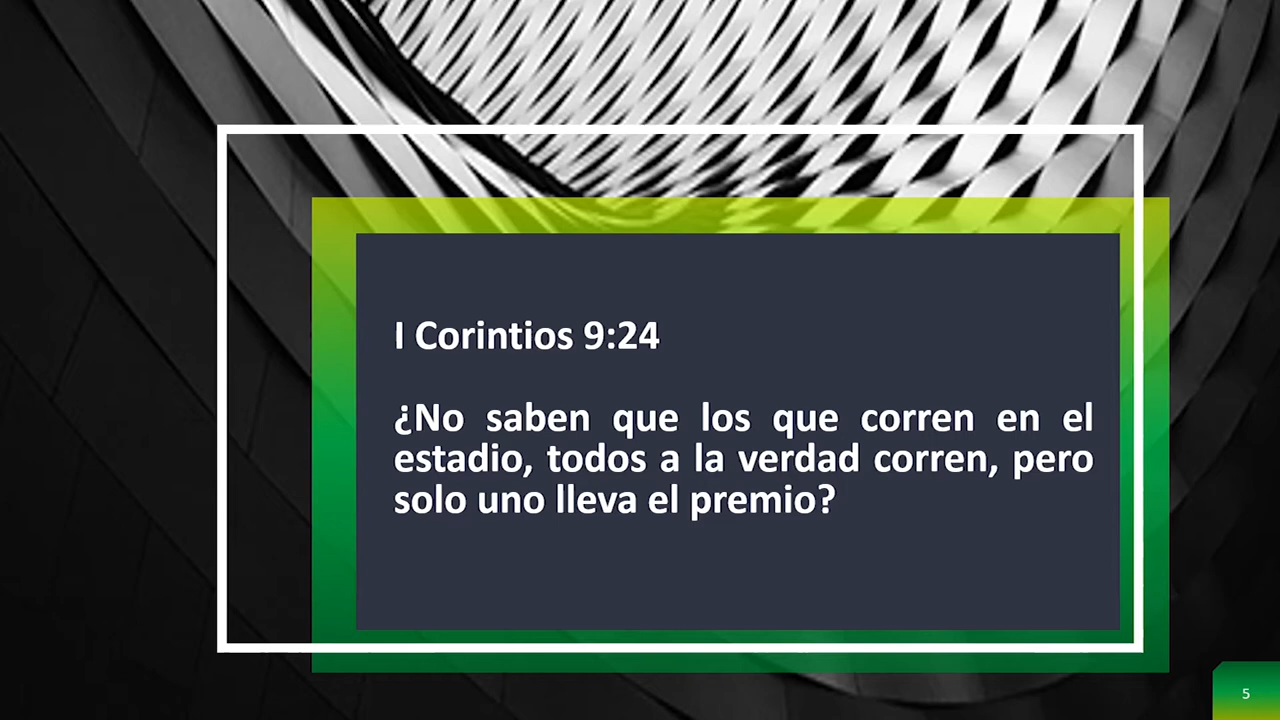 I Corintios 9:24
¿No saben que los que corren en el
estadio, todos a la verdad corren, pero
solo uno lleva el premio?
5